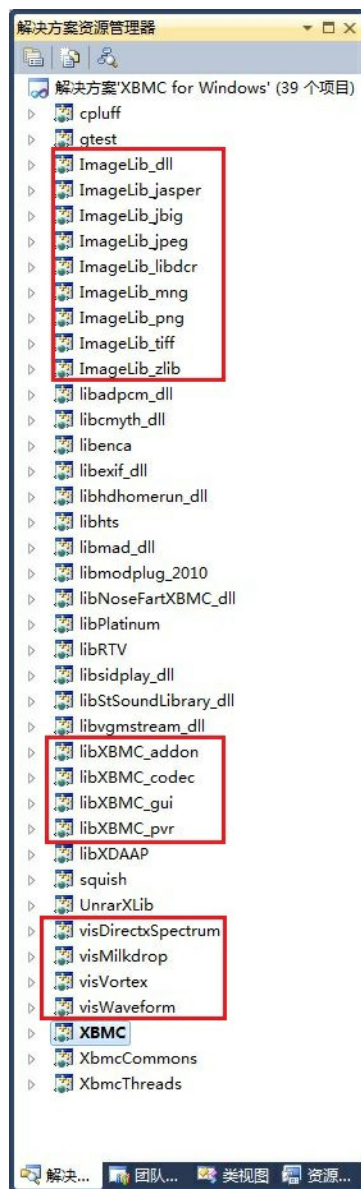 解决方案资源管理器
解决方案'XBMC for Windows' (39 个项目)
cpluff
gtest
ImageLib_dll
ImageLib_jasper
ImageLib_jbig
ImageLib_jpeg
ImageLib_libdcr
ImageLib_mng
ImageLib_png
ImageLib_tiff
ImageLib_zlib
libadpcm_dll
libcmyth_dll
libenca
libexif_dll
libhdhomerun_dll
libhts
libmad_dll
libmodplug_2010
libNoseFartXBMC_dll
libPlatinum
libRTV
libsidplay_dll
libStSoundLibrary_dll
libvgmstream_dll
libXBMC_addon
libXBMC_codec
libXBMC_gui
libXBMC_pvr
libXDAAP
squish
UnrarXLib
visDirectxSpectrum
visMilkdrop
visVortex
visWaveform
XBMC
XbmcCommons
XbmcThreads
解决... 团队... 类视图 资源...